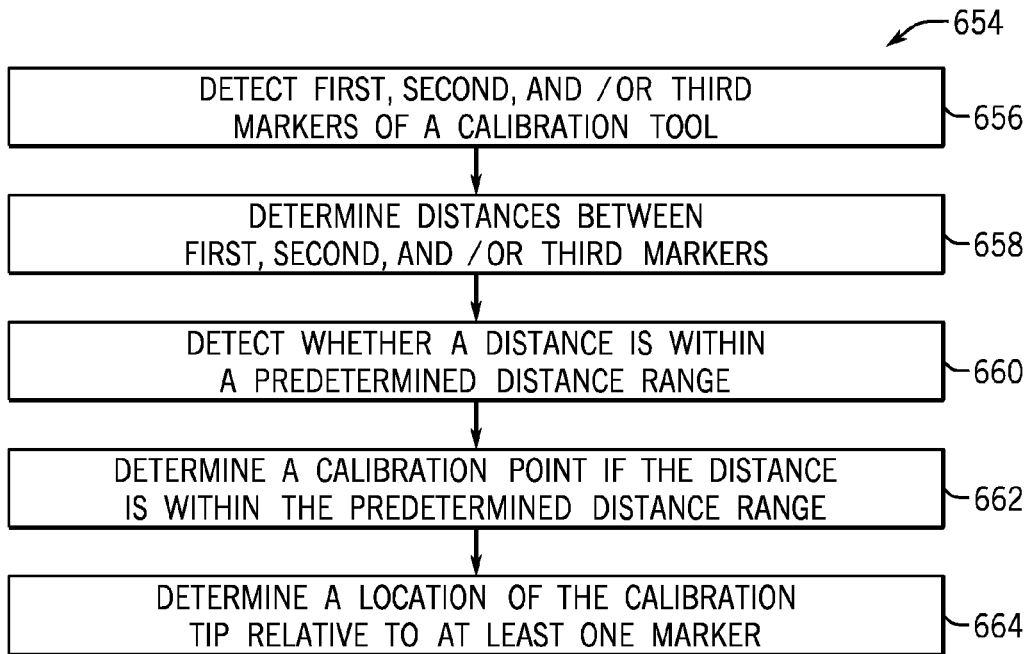 654
DETECT FIRST, SECOND, AND /OR THIRD
MARKERS OF A CALIBRATION TOOL
656
DETERMINE DISTANCES BETWEEN
FIRST, SECOND, AND /OR THIRD MARKERS
658
DETECT WHETHER A DISTANCE IS WITHIN
A PREDETERMINED DISTANCE RANGE
660
DETERMINE A CALIBRATION POINT IF THE DISTANCE
IS WITHIN THE PREDETERMINED DISTANCE RANGE
662
DETERMINE A LOCATION OF THE CALIBRATION
TIP RELATIVE TO AT LEAST ONE MARKER
664